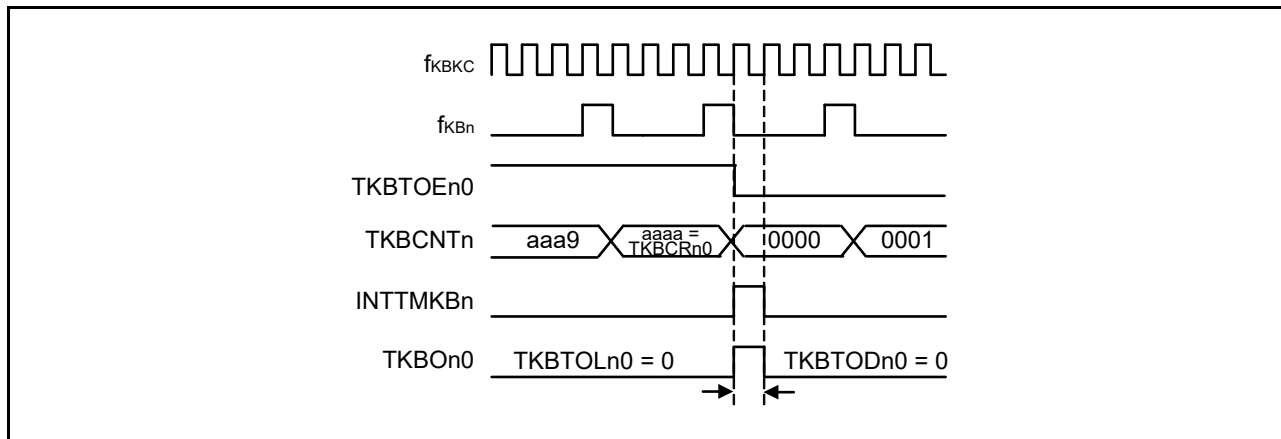 fKBKC
fKBn
TKBTOEn0
TKBCNTn aaa9 aaaa = TKBCRn0 0000 0001
INTTMKBn
TKBOn0 TKBTOLn0 = 0 TKBTODn0 = 0